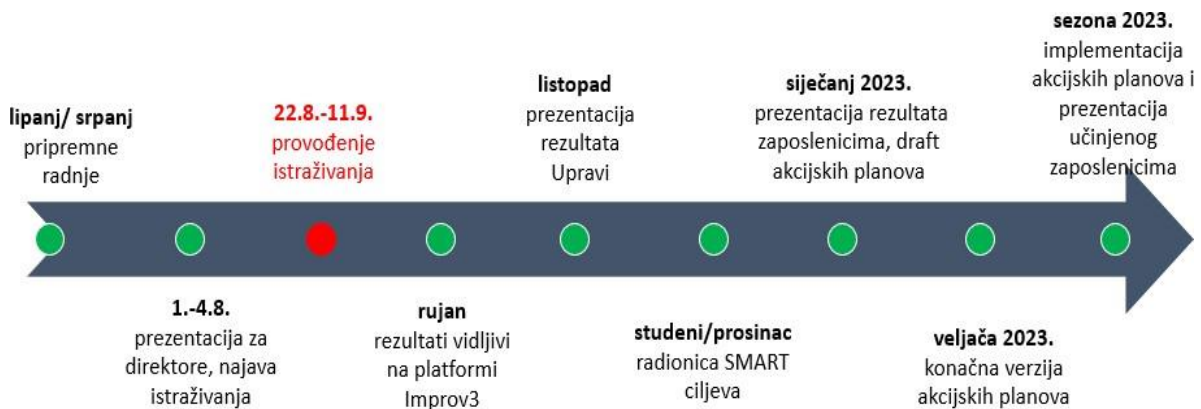 lipanj/ srpanj
pripremne
radnje
1.-4.8.
prezentacija za
direktore, najava
istraživanja
22.8.-11.9.
provođenje
istraživanja
rujan
rezultati vidljivi
na platformi
Improv3
listopad
prezentacija
rezultata
Upravi
studeni/prosinac
radionica SMART
ciljeva
siječanj 2023.
prezentacija rezultata
zaposlenicima, draft
akcijskih planova
veljača 2023.
konačna verzija
akcijskih planova
sezona 2023.
implementacija
akcijskih planova i
prezentacija
učinjenog
zaposlenicima